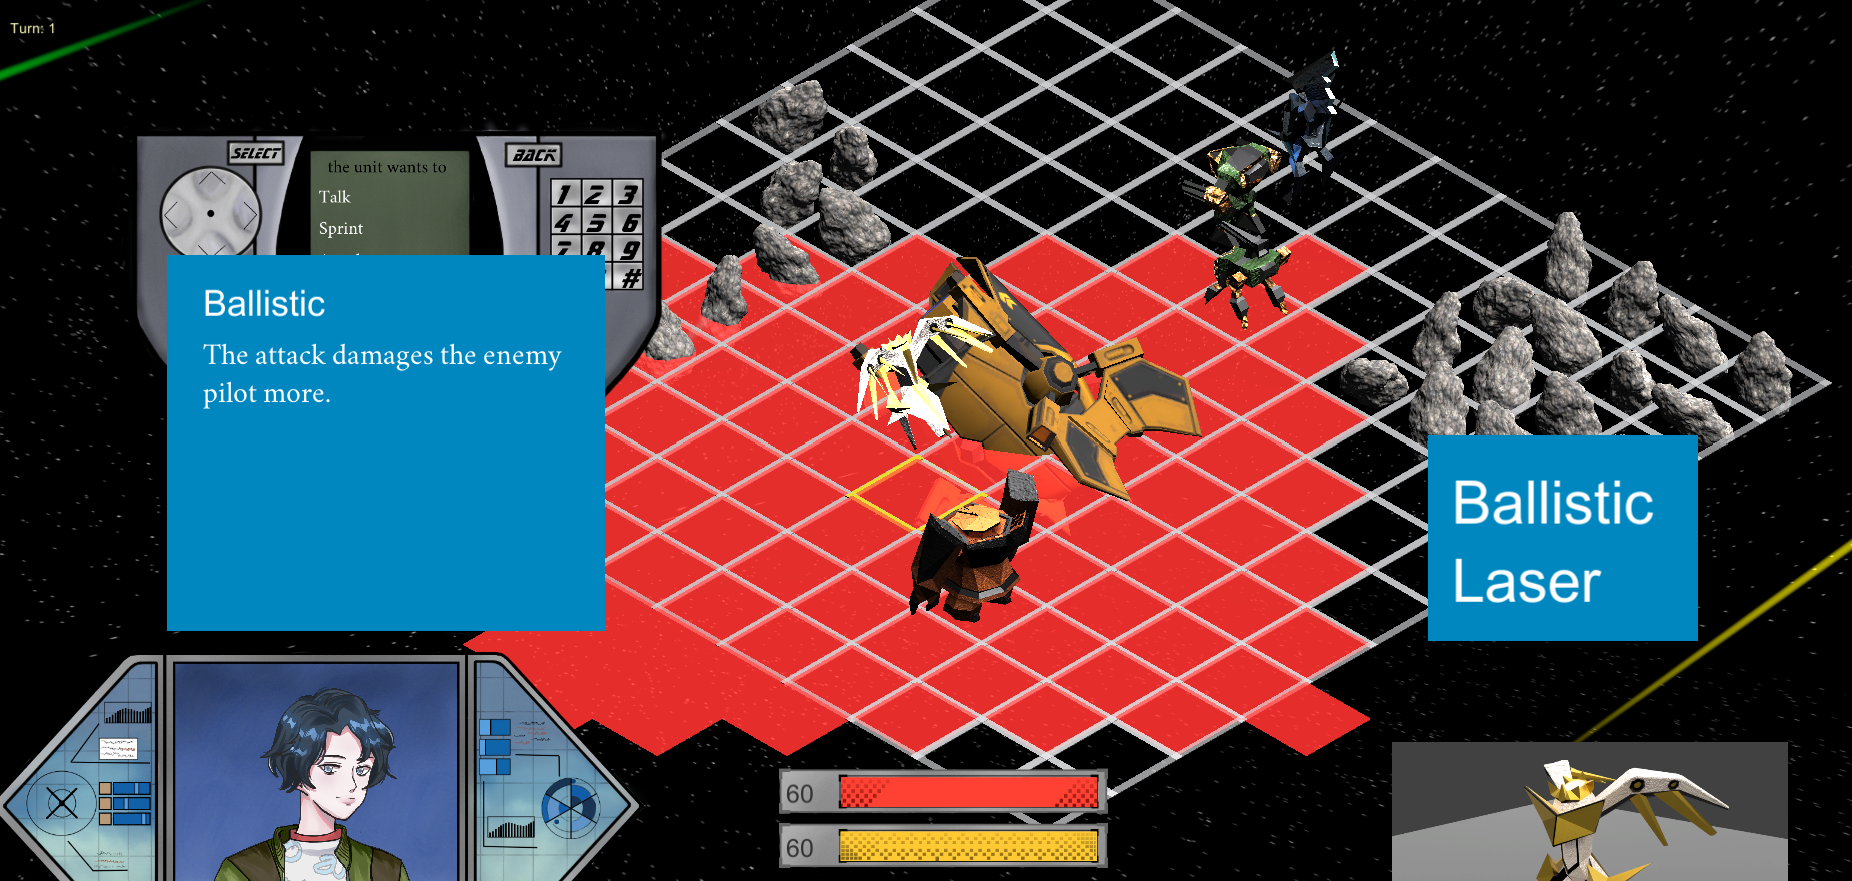 Turn: 1
SELECT
BACK
the unit wants to
Talk
Sprint
1 2 3
4 5 6
7 8 9
#
Ballistic
The attack damages the enemy
pilot more.
Ballistic
Laser
60
60